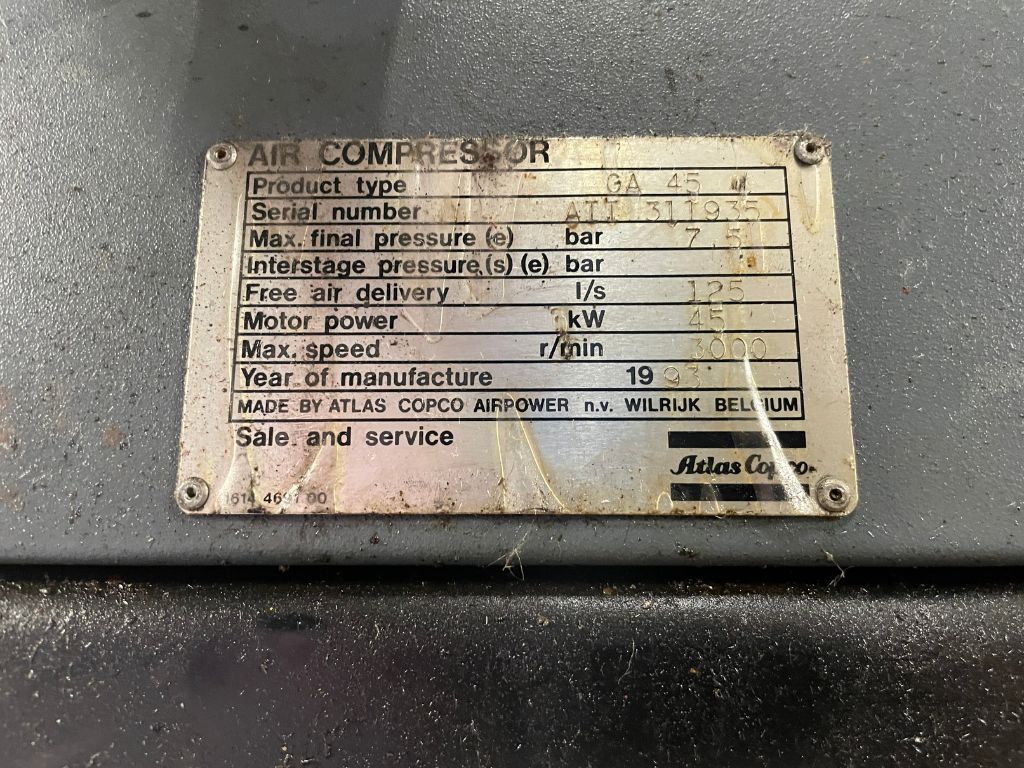 AIR COMPRESSOR
Product type GA 45
Serial number AII 311935
Max. final pressure (e) bar 7.5
Interstage pressure(s) (e) bar
Free air delivery l/s 125
Motor power kW 45
Max. speed r/min 3000
Year of manufacture 19 93
MADE BY ATLAS COPCO AIRPOWER n.v. WILRIJK BELGIUM
Sale and service
Atlas Copco
1614 4691 00